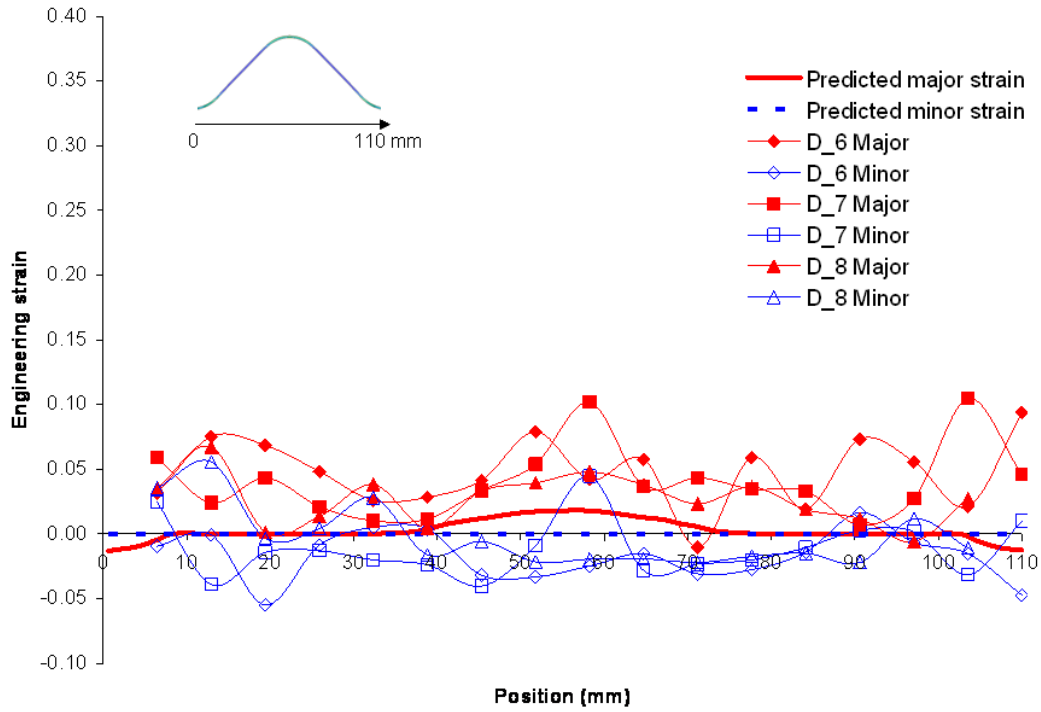 0.40
0.35
0.30
0.25
0.20
0.15
0.10
0.05
0.00
-0.05
-0.10
Engineering strain
0
110 mm
Predicted major strain
Predicted minor strain
D_6 Major
D_6 Minor
D_7 Major
D_7 Minor
D_8 Major
D_8 Minor
0 10 20 30 40 50 60 70 80 90 100 110
Position (mm)